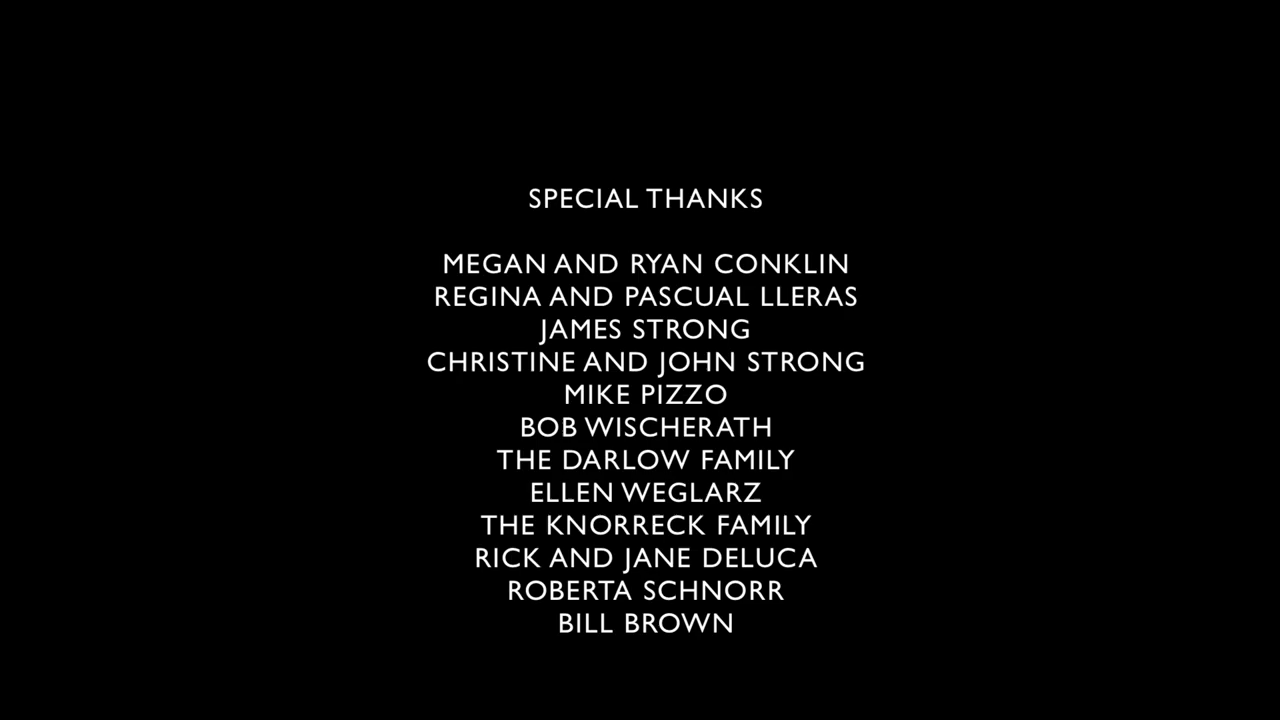 SPECIAL THANKS
MEGAN AND RYAN CONKLIN
REGINA AND PASCUAL LLERAS
JAMES STRONG
CHRISTINE AND JOHN STRONG
MIKE PIZZO
BOB WISCHERATH
THE DARLOW FAMILY
ELLEN WEGLARZ
THE KNORRECK FAMILY
RICK AND JANE DELUCA
ROBERTA SCHNORR
BILL BROWN